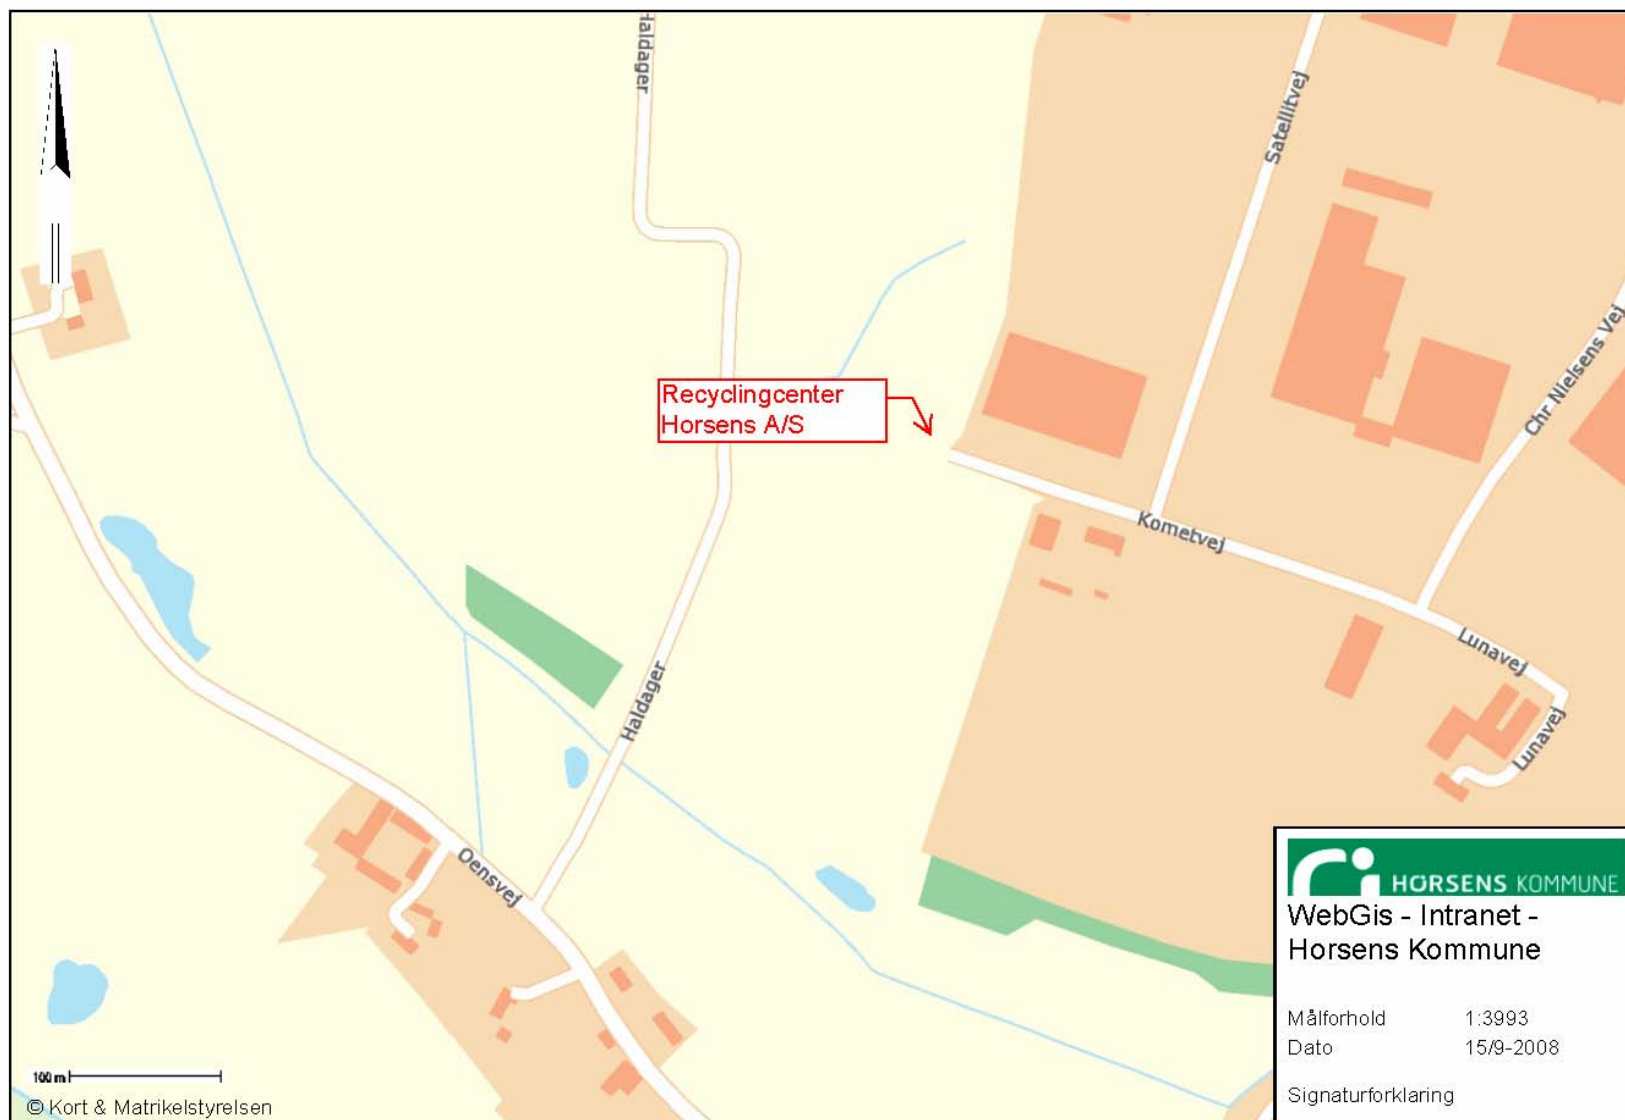 Haldager
Satellitvej
Chr Nielsens Vej
Recyclingcenter
Horsens A/S
Kometvej
Lunavej
Haldager
Lunavej
Oensvej
HORSENS KOMMUNE
WebGis - Intranet -
Horsens Kommune
Målforhold 1:3993
Dato 15/9-2008
Signaturforklaring
100 m
© Kort & Matrikelstyrelsen